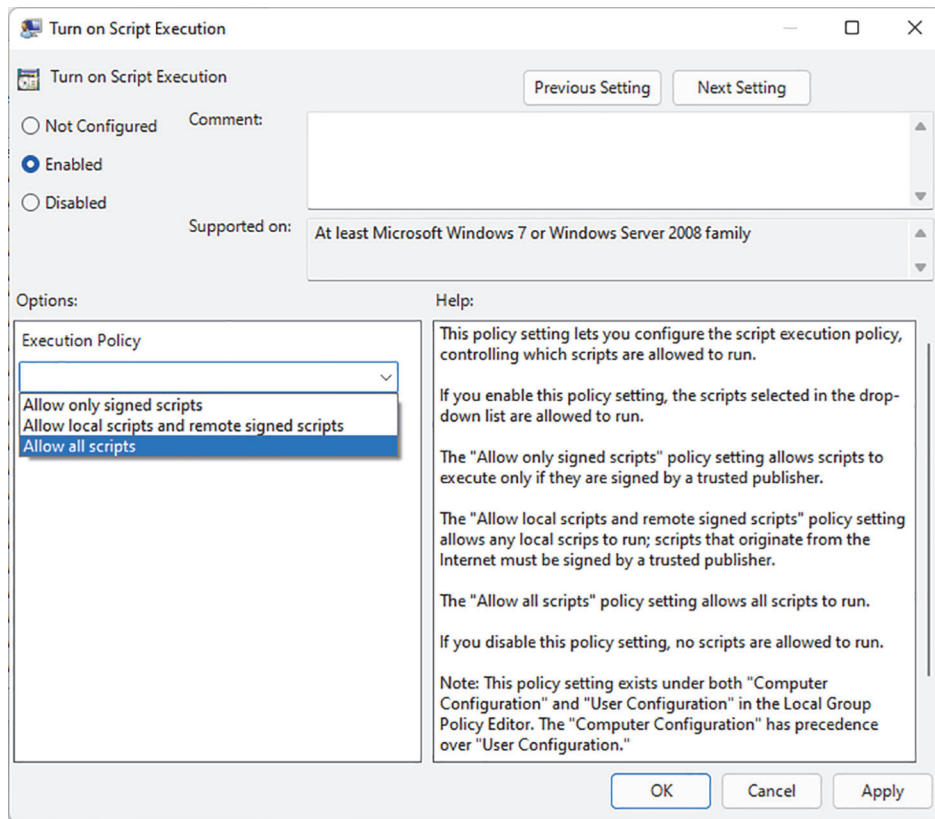 Turn on Script Execution
Turn on Script Execution
Previous Setting
Next Setting
Not Configured
Comment:
Enabled
Disabled
Supported on:
At least Microsoft Windows 7 or Windows Server 2008 family
Options:
Help:
Execution Policy
Allow only signed scripts
Allow local scripts and remote signed scripts
Allow all scripts
This policy setting lets you configure the script execution policy,
controlling which scripts are allowed to run.
If you enable this policy setting, the scripts selected in the drop-
down list are allowed to run.
The "Allow only signed scripts" policy setting allows scripts to
execute only if they are signed by a trusted publisher.
The "Allow local scripts and remote signed scripts" policy setting
allows any local scrips to run; scripts that originate from the
Internet must be signed by a trusted publisher.
The "Allow all scripts" policy setting allows all scripts to run.
If you disable this policy setting, no scripts are allowed to run.
Note: This policy setting exists under both "Computer
Configuration" and "User Configuration" in the Local Group
Policy Editor. The "Computer Configuration" has precedence
over "User Configuration."
OK
Cancel
Apply